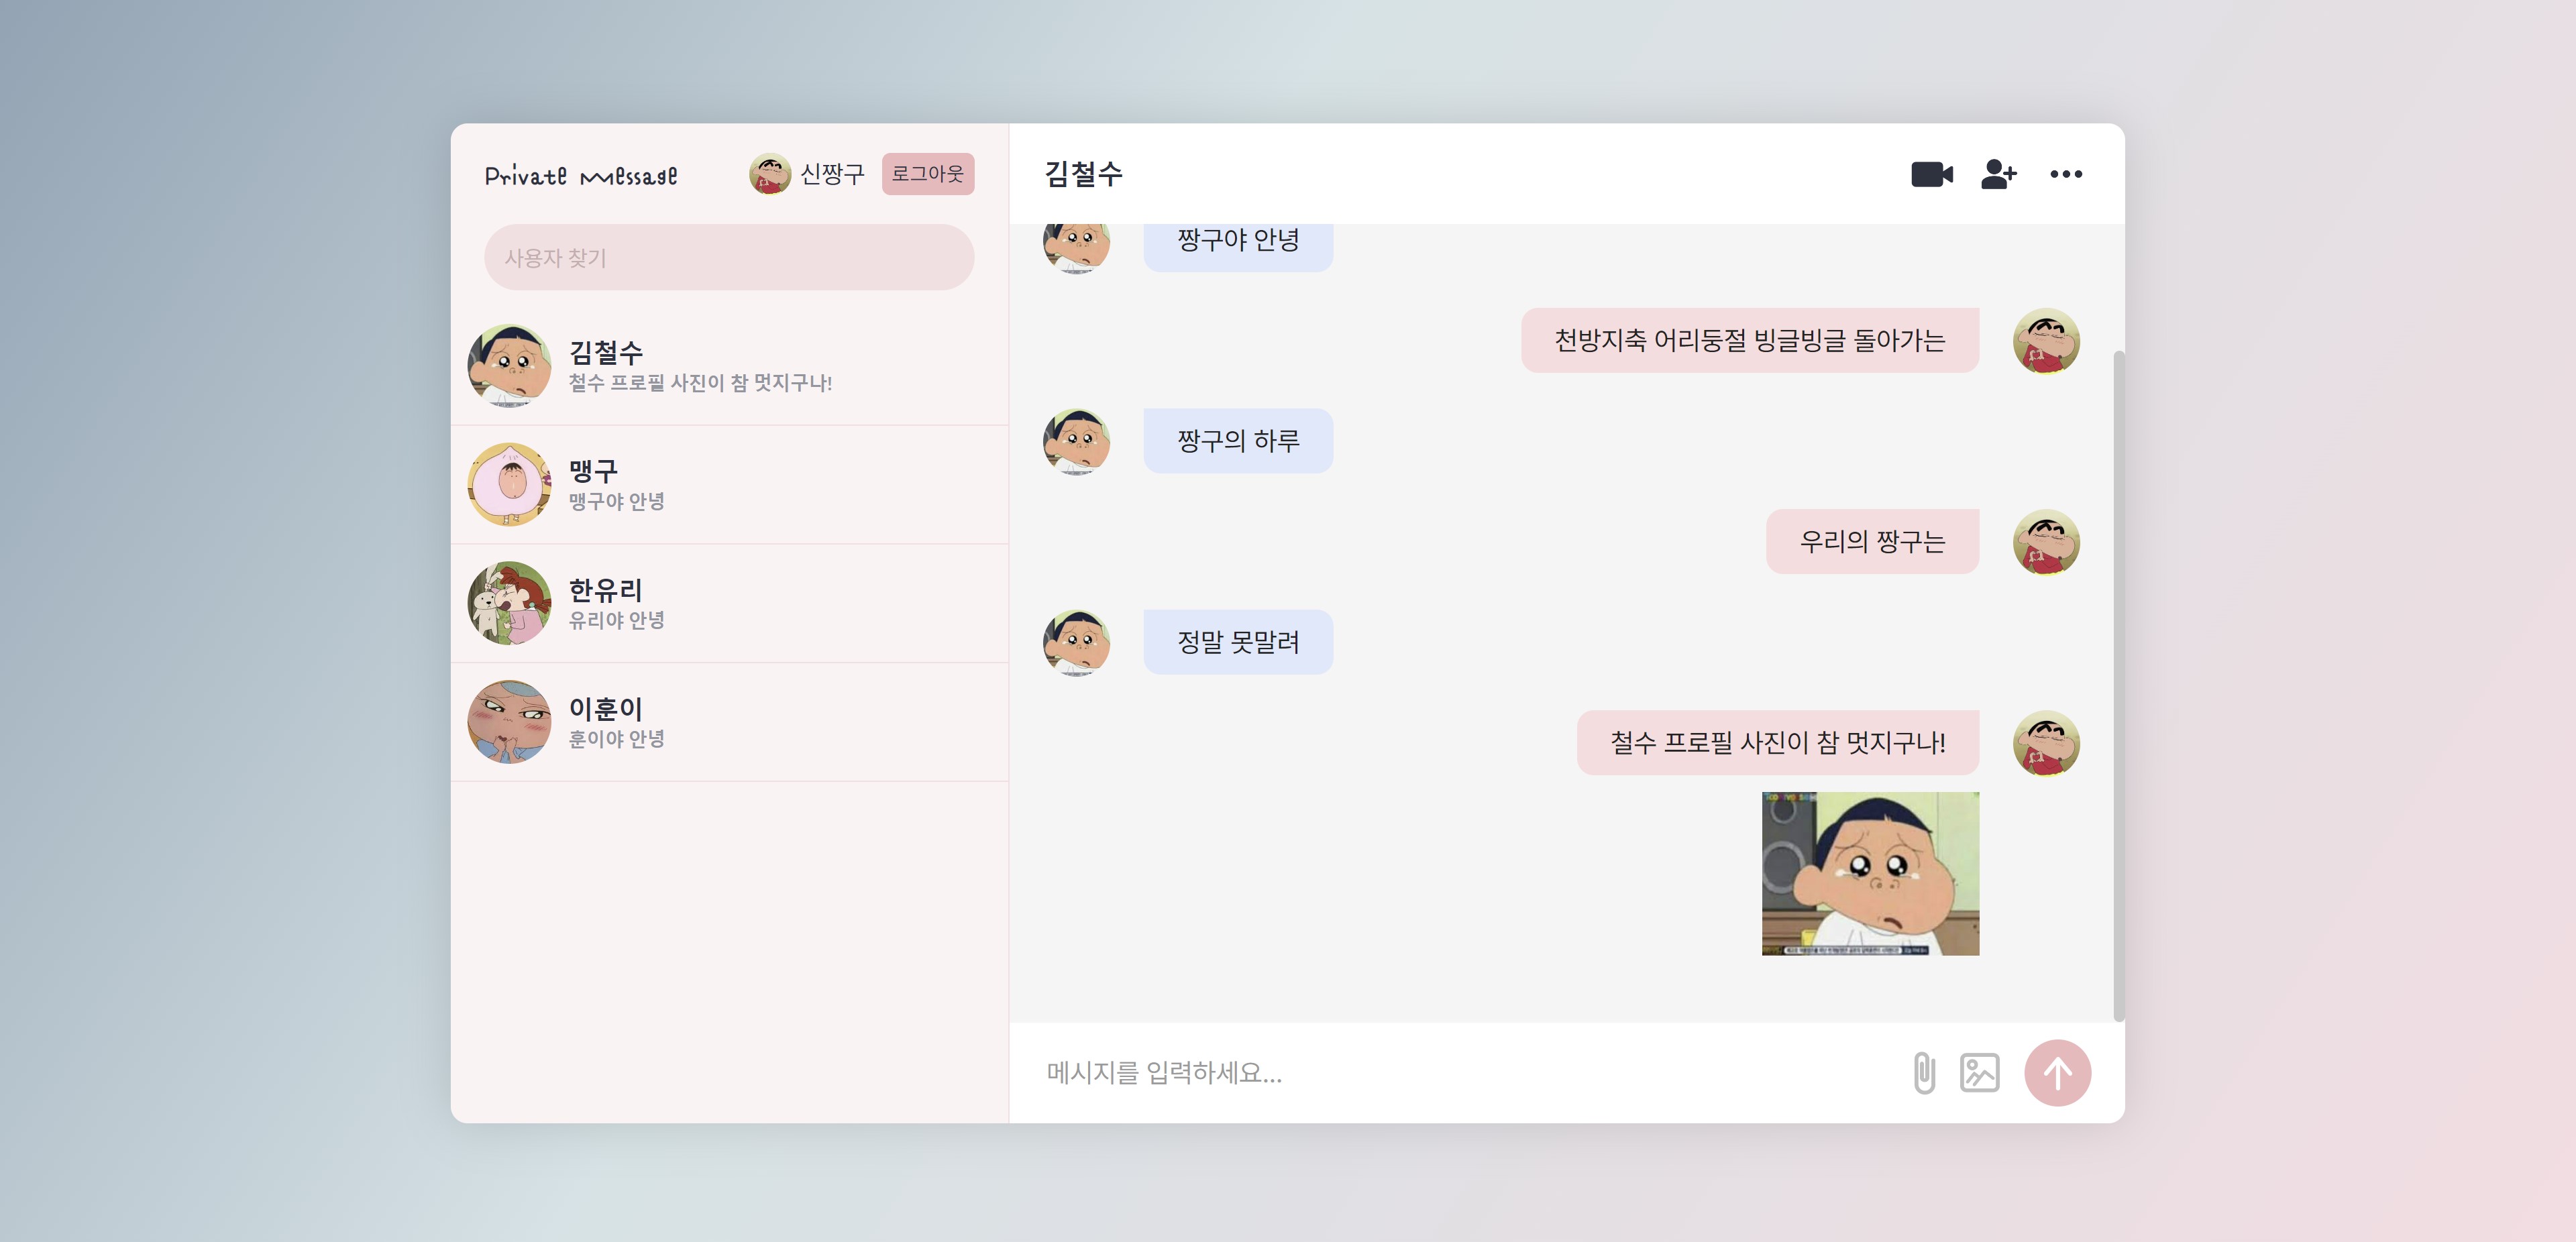 Private Message
신짱구
로그아웃
사용자 찾기
김철수
철수 프로필 사진이 참 멋지구나!
맹구
맹구야 안녕
한유리
유리야 안녕
이훈이
훈이야 안녕
김철수
짱구야 안녕
천방지축 어리둥절 빙글빙글 돌아가는
짱구의 하루
우리의 짱구는
정말 못말려
철수 프로필 사진이 참 멋지구나!
메시지를 입력하세요...